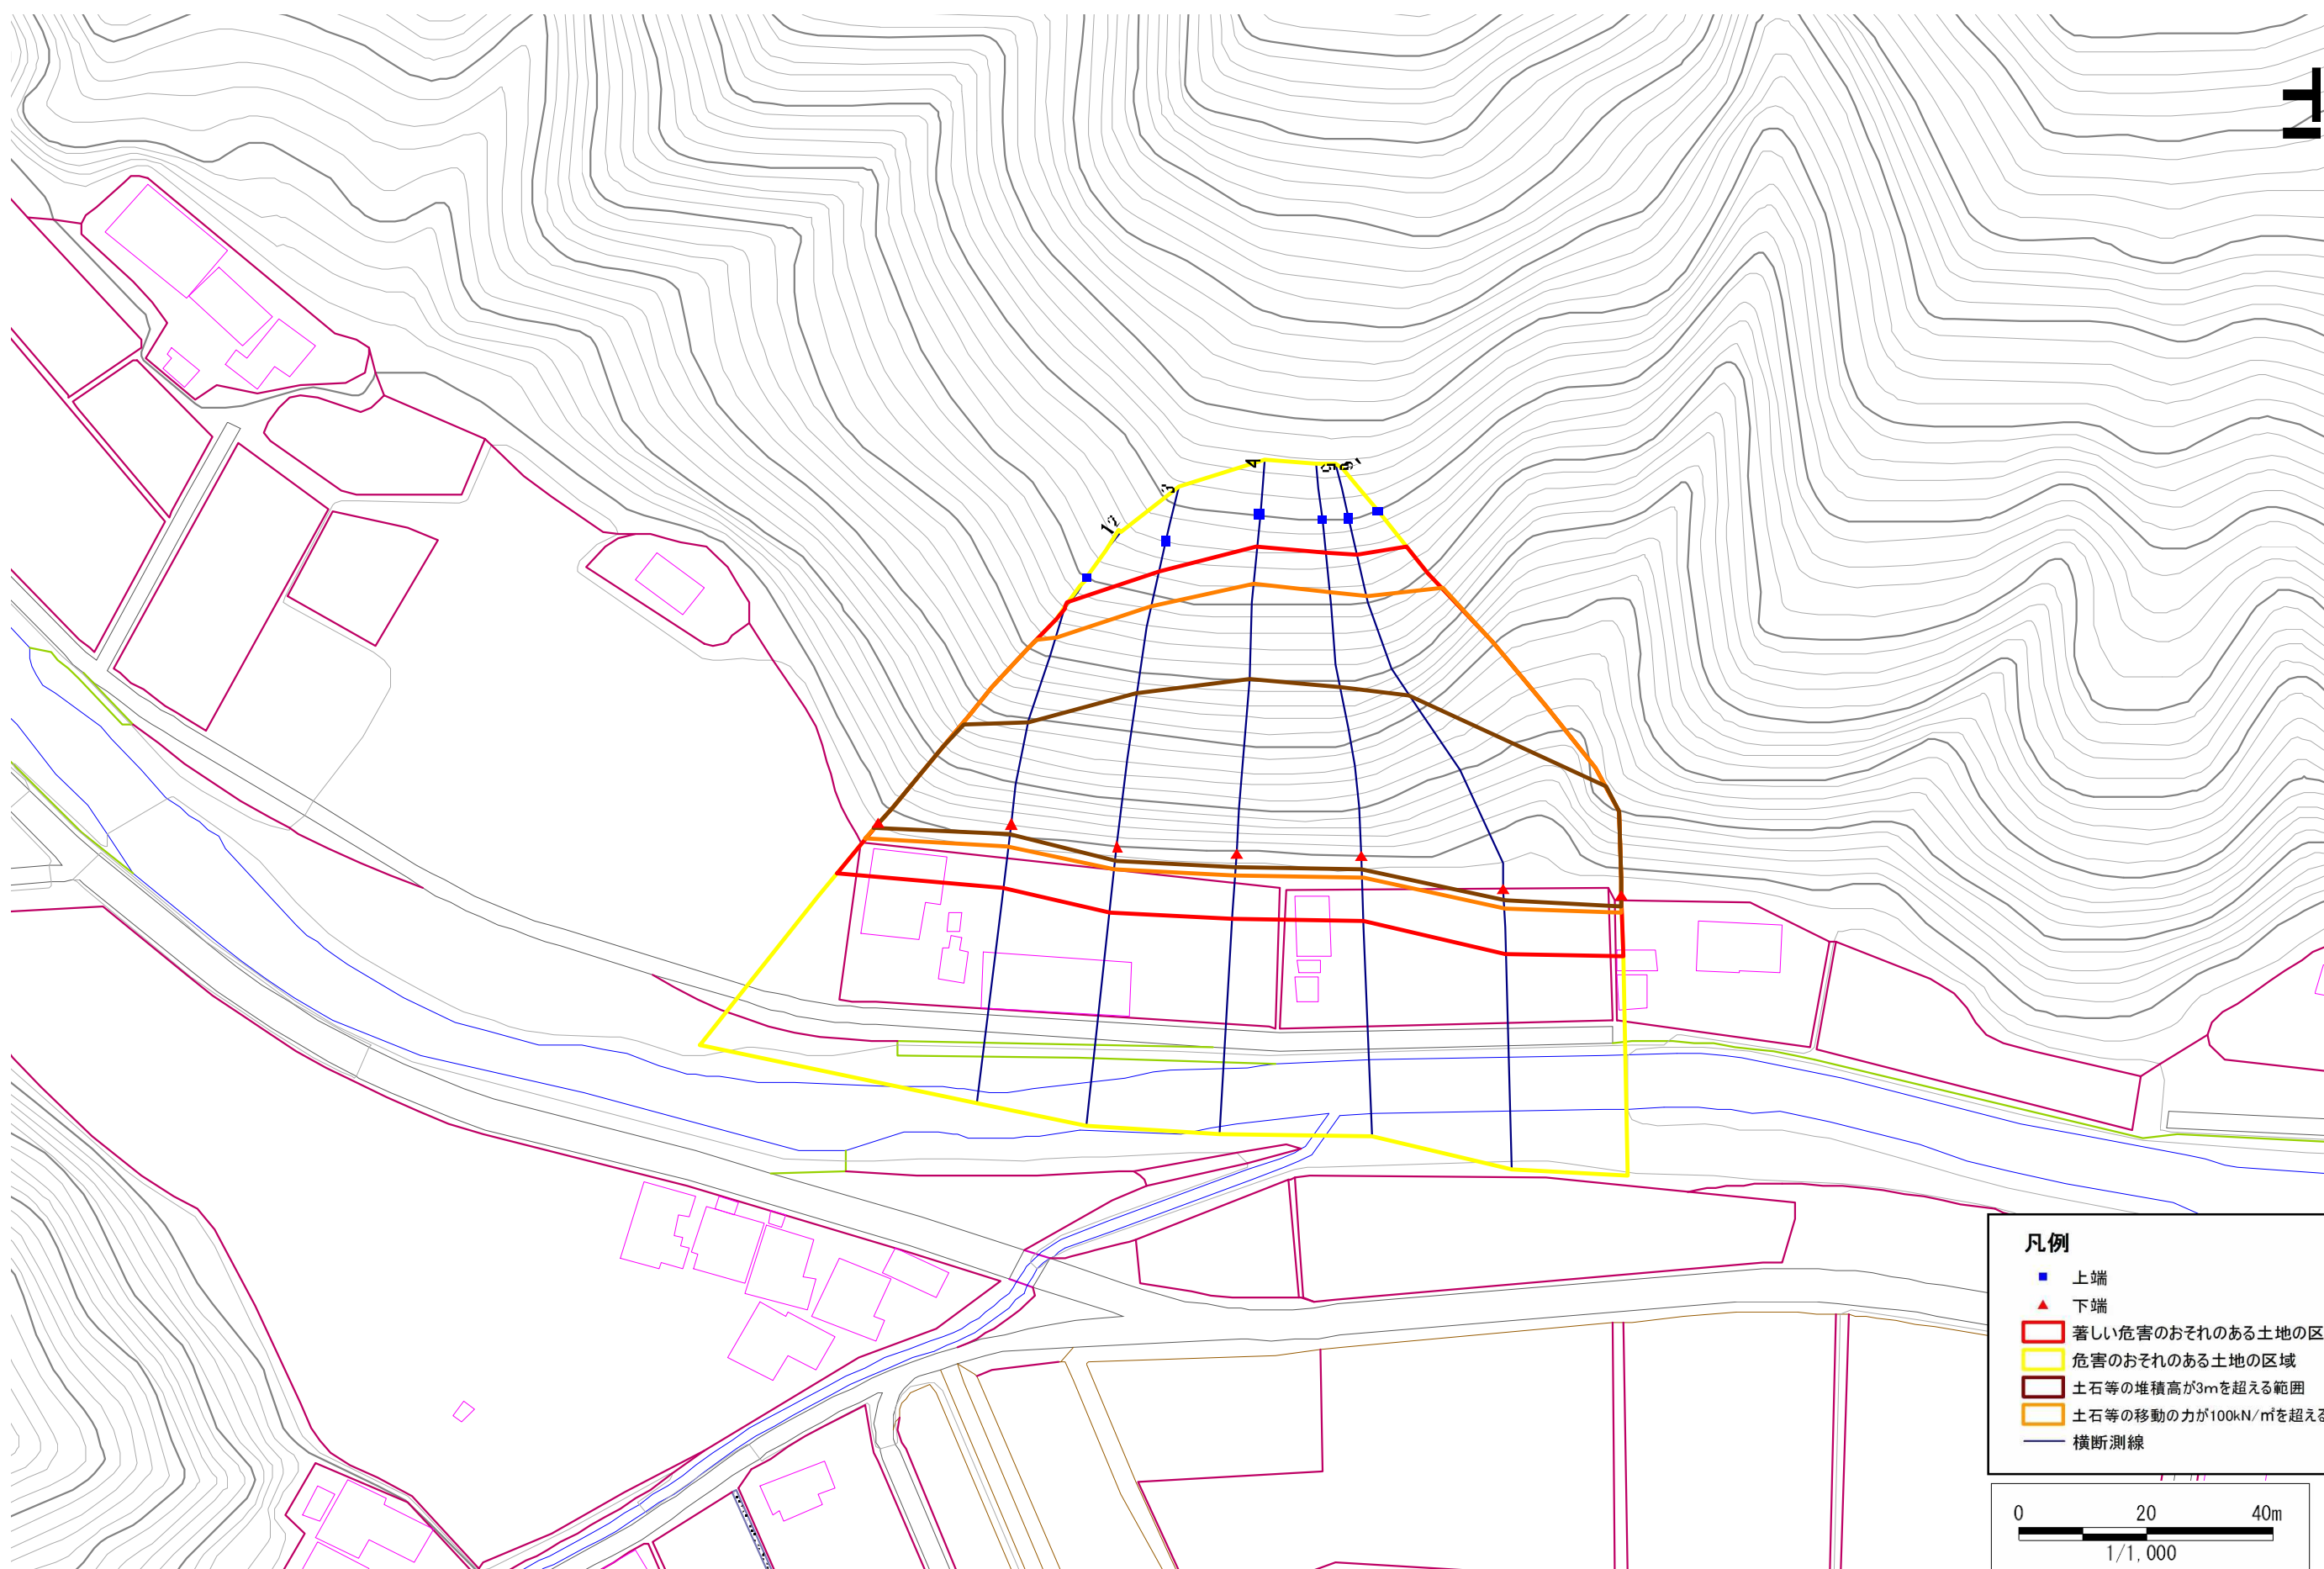 4
3
凡例
上端
下端
著しい危害のおそれのある土地の区
危害のおそれのある土地の区域
土石等の堆積高が3mを超える範囲
土石等の移動の力が100kN/㎡を超える
横断測線
0 20 40m
1/1,000